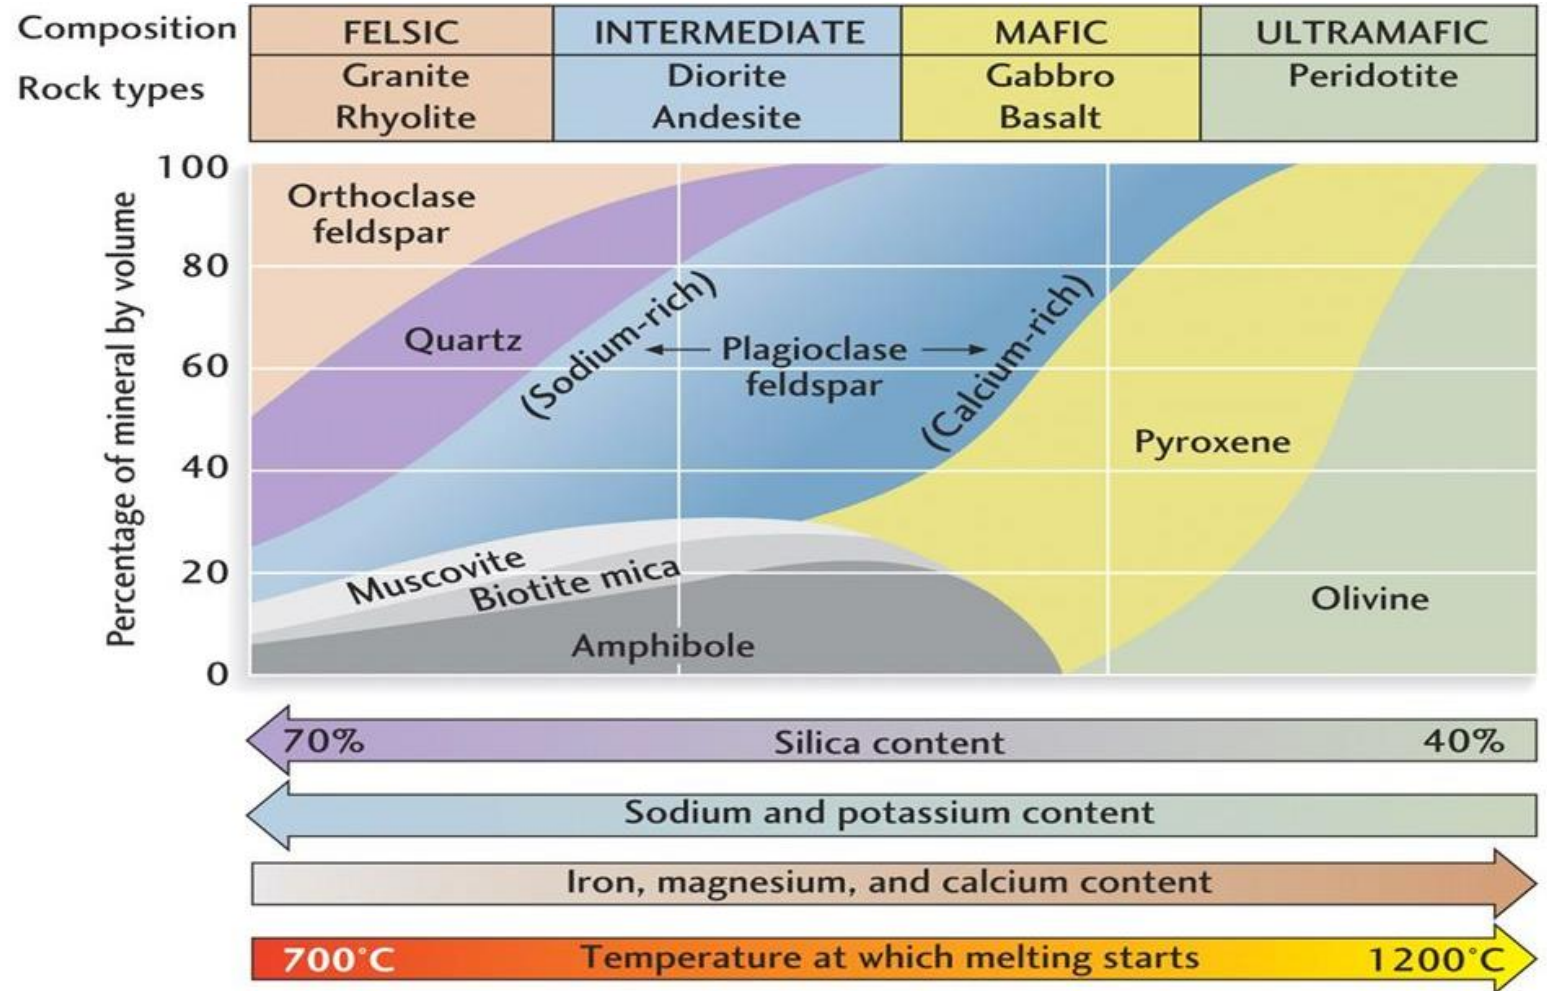 Composition
FELSIC
INTERMEDIATE
MAFIC
ULTRAMAFIC
Rock types
Granite
Rhyolite
Diorite
Andesite
Gabbro
Basalt
Peridotite
Percentage of mineral by volume
100
80
60
40
20
0
Orthoclase
feldspar
Quartz
(Sodium-rich)
Plagioclase
feldspar
(Calcium-rich)
Pyroxene
Muscovite
Biotite mica
Amphibole
Olivine
70% Silica content 40%
Sodium and potassium content
Iron, magnesium, and calcium content
700°C Temperature at which melting starts 1200°C